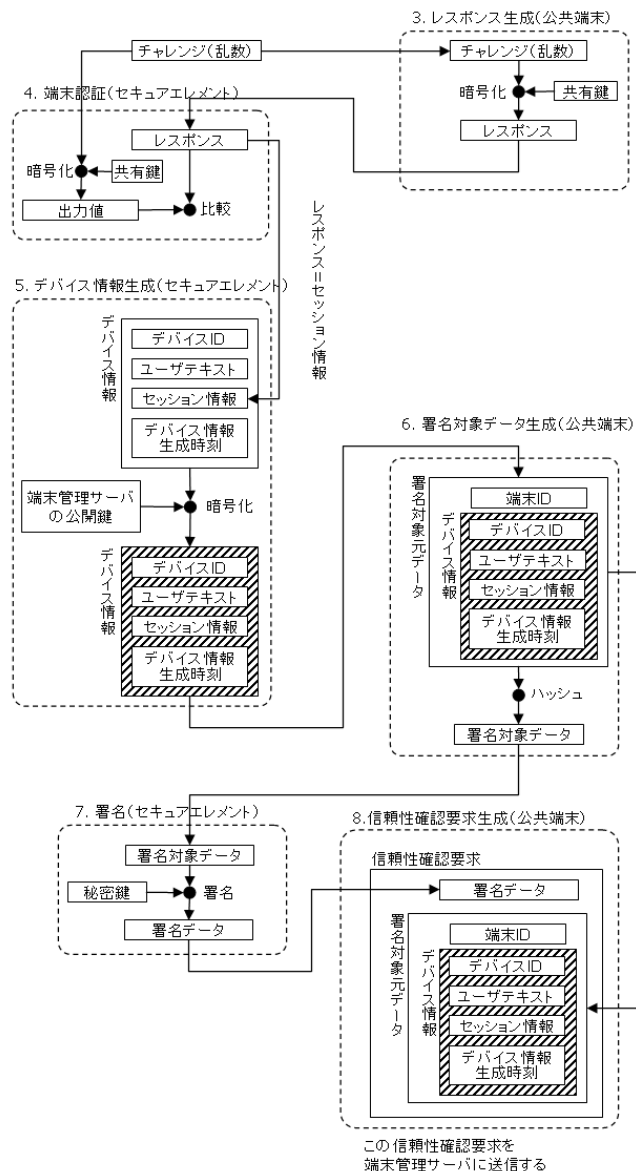 3. レスポンス生成(公共端末)
チャレンジ(乱数)
チャレンジ(乱数)
暗号化
共有鍵
レスポンス
4. 端末認証(セキュアエレメント)
レスポンス
暗号化
共有鍵
出力値
比較
レスポンス=セッション情報
5. デバイス情報生成(セキュアエレメント)
デバイス情報
デバイスID
ユーザテキスト
セッション情報
デバイス情報
生成時刻
端末管理サーバ
の公開鍵
暗号化
デバイス情報
デバイスID
ユーザテキスト
セッション情報
デバイス情報
生成時刻
6. 署名対象データ生成(公共端末)
署名対象元データ
端末ID
デバイス情報
デバイスID
ユーザテキスト
セッション情報
デバイス情報
生成時刻
ハッシュ
署名対象データ
7. 署名(セキュアエレメント)
署名対象データ
秘密鍵
署名
署名データ
8.信頼性確認要求生成(公共端末)
信頼性確認要求
署名データ
署名対象元データ
端末ID
デバイス情報
デバイスID
ユーザテキスト
セッション情報
デバイス情報
生成時刻
この信頼性確認要求を
端末管理サーバに送信する